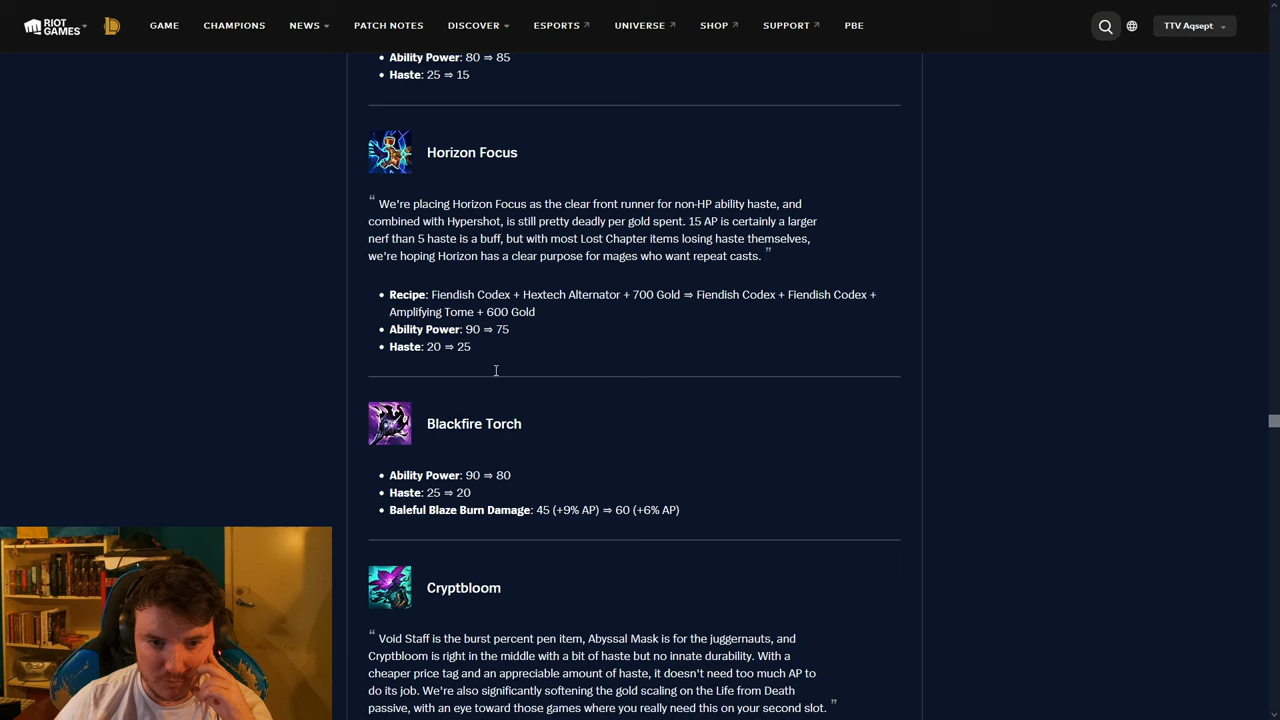 RIOT GAMES GAME CHAMPIONS NEWS PATCH NOTES DISCOVER ESPORTS UNIVERSE SHOP SUPPORT PBE TTV Aqsept
• Ability Power: 80 ⇒ 85
• Haste: 25 ⇒ 15
Horizon Focus
“ We're placing Horizon Focus as the clear front runner for non-HP ability haste, and
combined with Hypershot, is still pretty deadly per gold spent. 15 AP is certainly a larger
nerf than 5 haste is a buff, but with most Lost Chapter items losing haste themselves,
we're hoping Horizon has a clear purpose for mages who want repeat casts. ”
• Recipe: Fiendish Codex + Hextech Alternator + 700 Gold ⇒ Fiendish Codex + Fiendish Codex +
Amplifying Tome + 600 Gold
• Ability Power: 90 ⇒ 75
• Haste: 20 ⇒ 25
Blackfire Torch
• Ability Power: 90 ⇒ 80
• Haste: 25 ⇒ 20
• Baleful Blaze Burn Damage: 45 (+9% AP) ⇒ 60 (+6% AP)
Cryptbloom
“ Void Staff is the burst percent pen item, Abyssal Mask is for the juggernauts, and
Cryptbloom is right in the middle with a bit of haste but no innate durability. With a
cheaper price tag and an appreciable amount of haste, it doesn't need too much AP to
do its job. We're also significantly softening the gold scaling on the Life from Death
passive, with an eye toward those games where you really need this on your second slot. ”